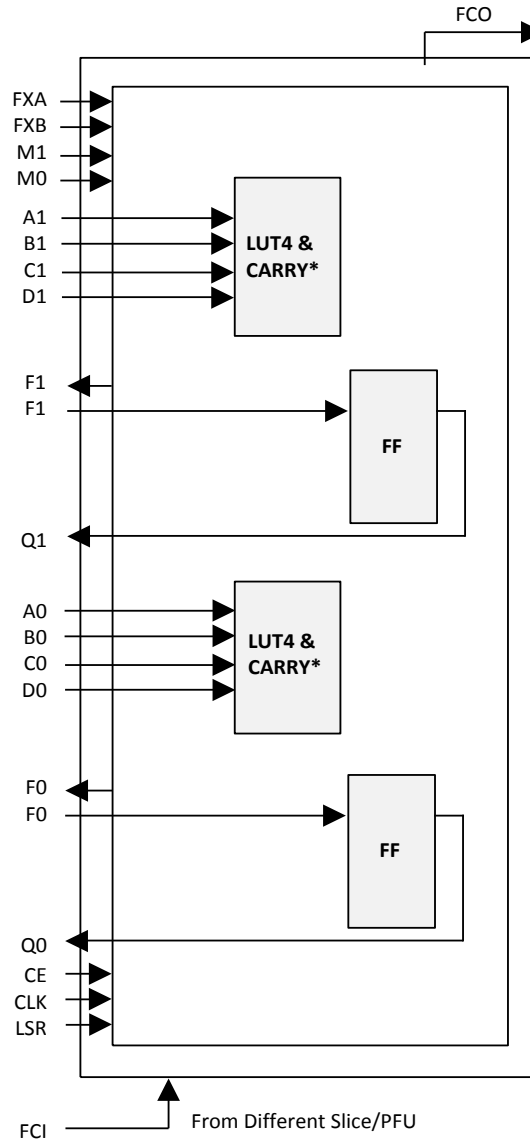 FCO
FXA
FXB
M1
M0
A1
B1
C1
D1
LUT4 &
CARRY*
F1
F1
FF
Q1
A0
B0
C0
D0
LUT4 &
CARRY*
F0
F0
FF
Q0
CE
CLK
LSR
FCI
From Different Slice/PFU